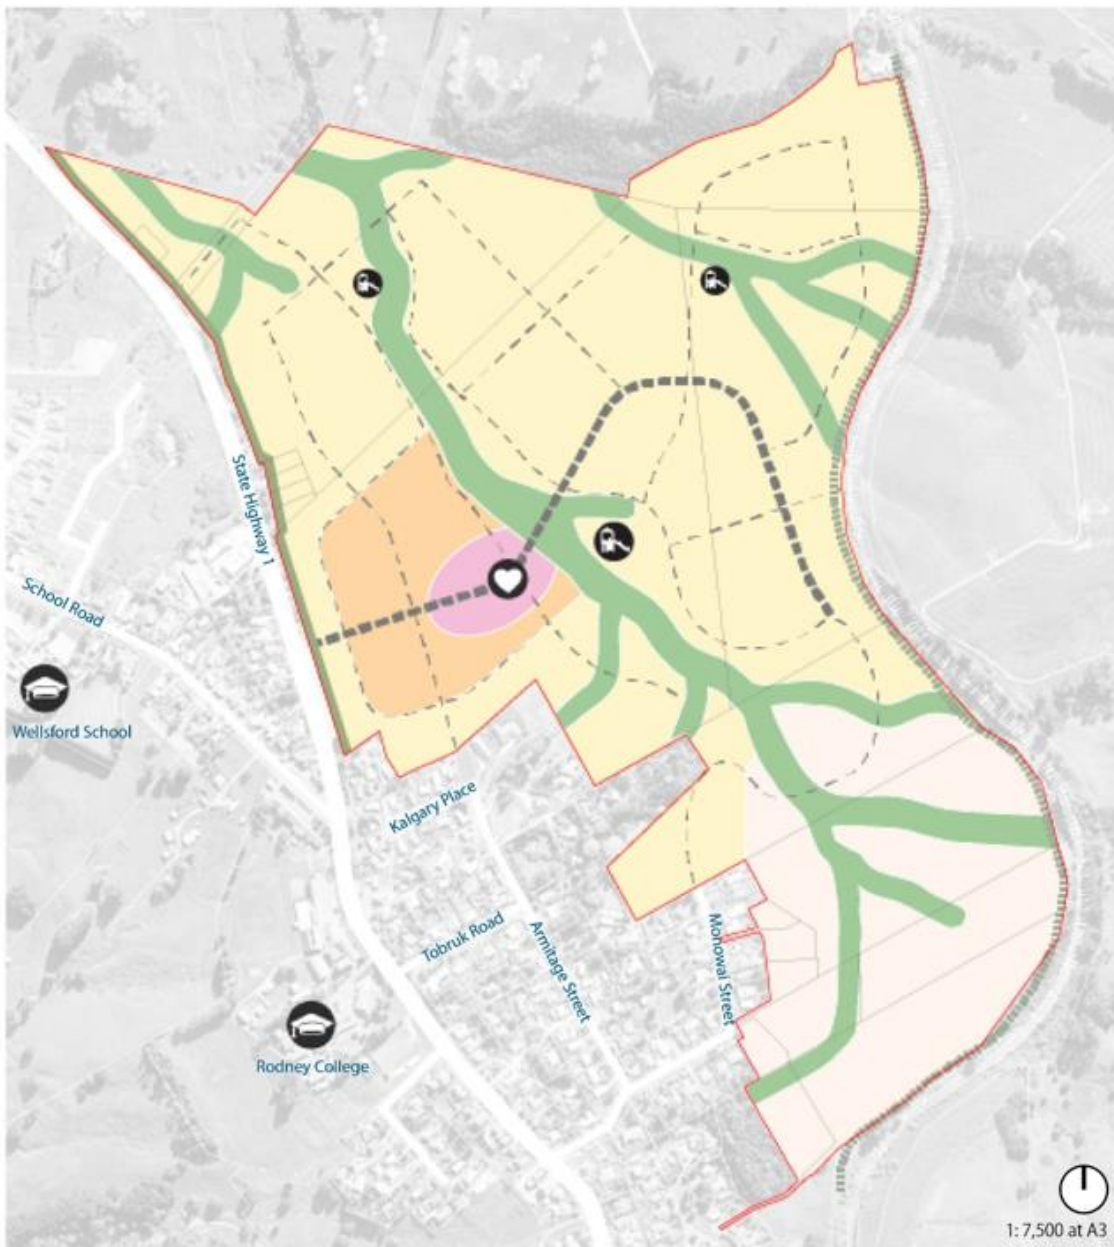 State Highway 1
School Road
Wellsford School
Kalgary Place
Tobruk Road
Armitage Street
Monowai Street
Rodney College
1: 7,500 at A3